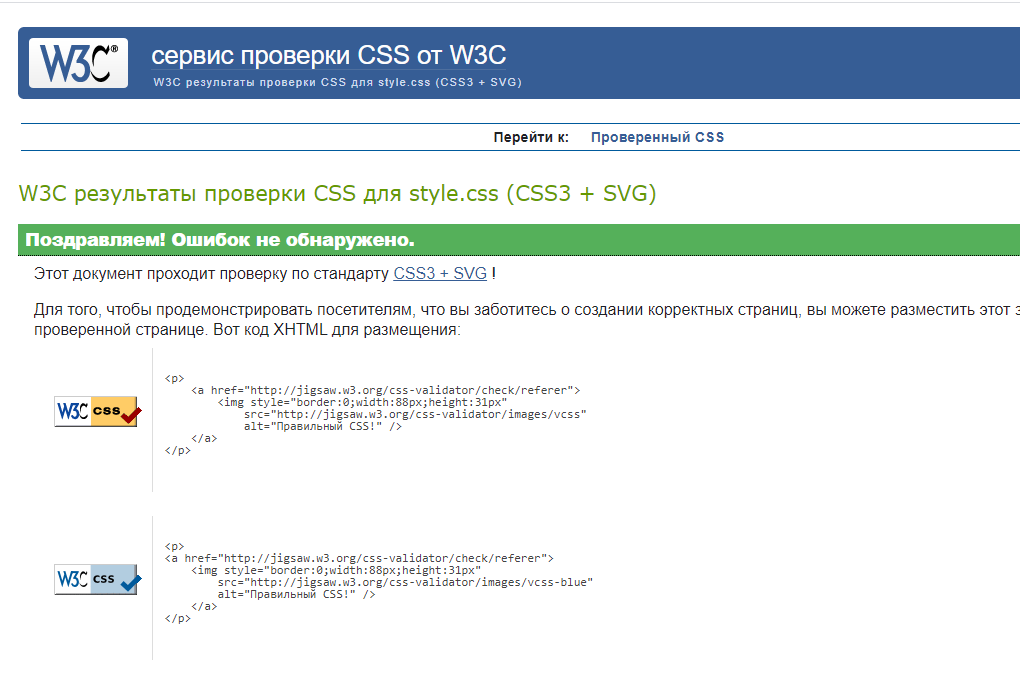 W3C®
сервис проверки CSS от W3C
W3C результаты проверки CSS для style.css (CSS3 + SVG)
Перейти к: Проверенный CSS
W3C результаты проверки CSS для style.css (CSS3 + SVG)
Поздравляем! Ошибок не обнаружено.
Этот документ проходит проверку по стандарту CSS3 + SVG !
Для того, чтобы продемонстрировать посетителям, что вы заботитесь о создании корректных страниц, вы можете разместить этот
проверенной странице. Вот код XHTML для размещения:
<p>
<a href="http://jigsaw.w3.org/css-validator/check/referer">
<img style="border:0;width:88px;height:31px"
src="http://jigsaw.w3.org/css-validator/images/vcss"
alt="Правильный CSS!" />
</a>
</p>
W3C css
<p>
<a href="http://jigsaw.w3.org/css-validator/check/referer">
<img style="border:0;width:88px;height:31px"
src="http://jigsaw.w3.org/css-validator/images/vcss-blue"
alt="Правильный CSS!" />
</a>
</p>
W3C css